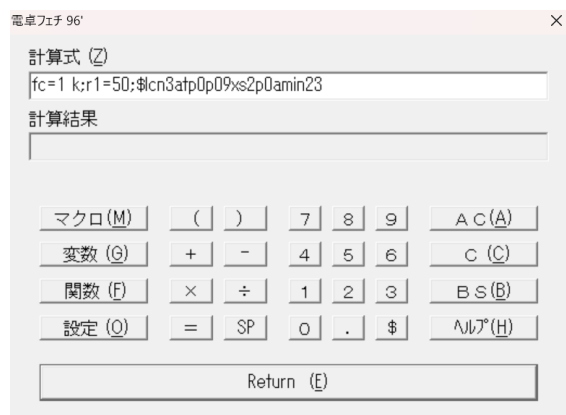 電卓フェチ 96'
計算式 (Z)
fc=1 k;r1=50;$lcn3atp0p09xs2p0amin23
計算結果
マクロ(M) ( ) 7 8 9 AC(A)
変数 (G) + - 4 5 6 C (C)
関数 (F) × ÷ 1 2 3 BS(B)
設定 (O) = SP 0 . $ ヘルプ(H)
Return (E)